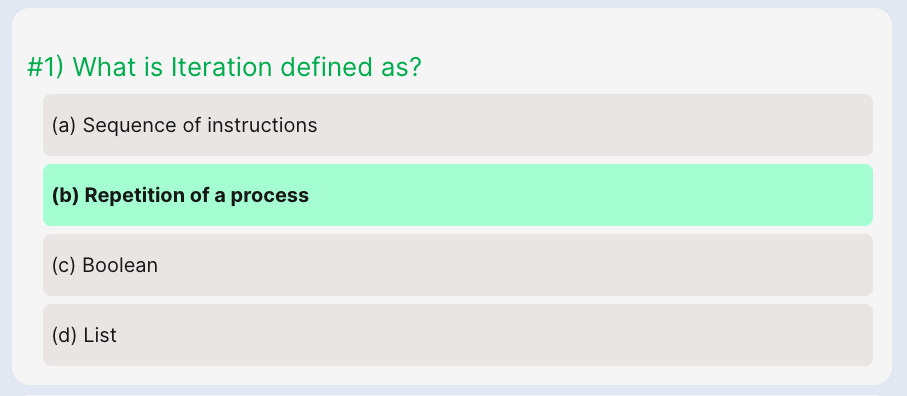 #1) What is Iteration defined as?
(a) Sequence of instructions
(b) Repetition of a process
(c) Boolean
(d) List